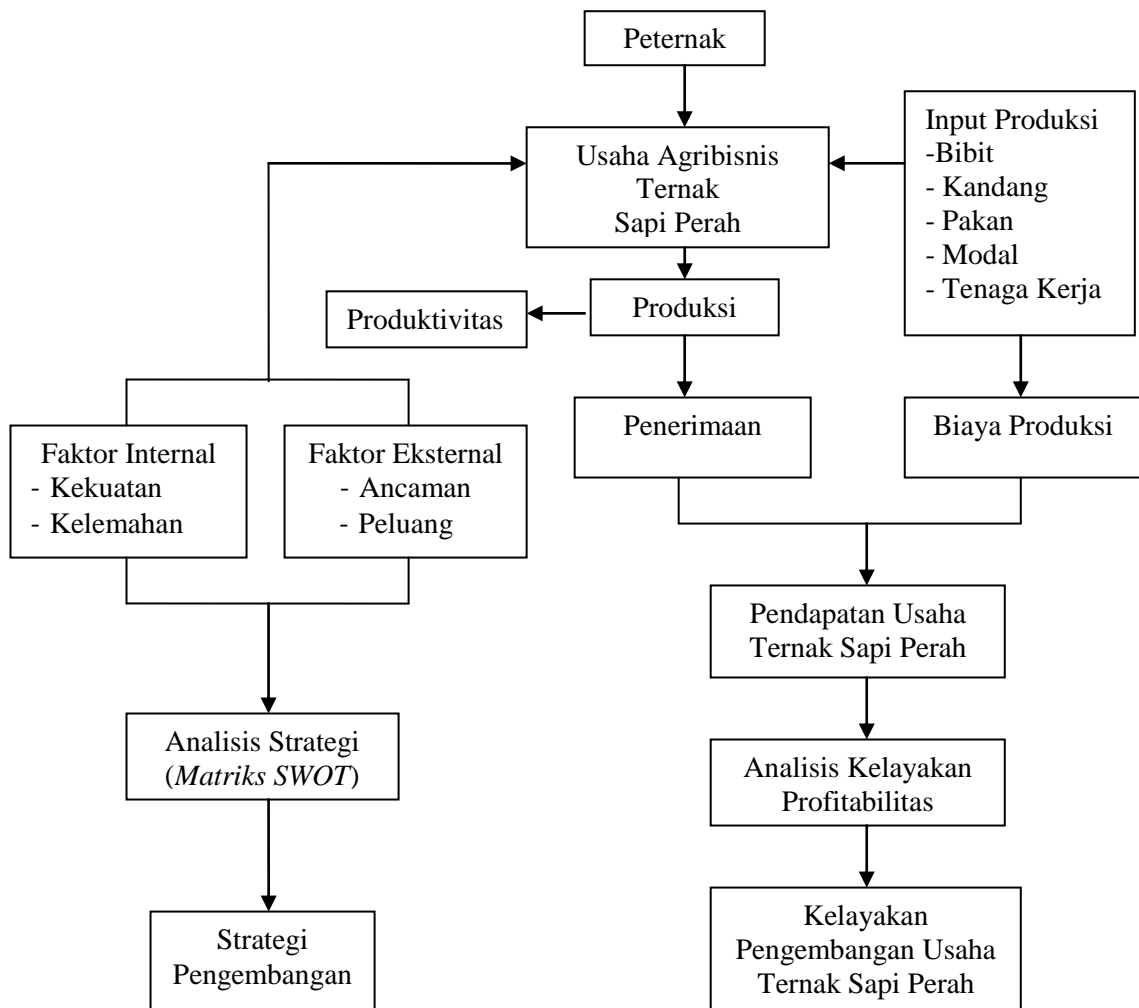 Peternak
Input Produksi
-Bibit
- Kandang
- Pakan
- Modal
- Tenaga Kerja
Usaha Agribisnis
Ternak
Sapi Perah
Produktivitas
Produksi
Penerimaan
Biaya Produksi
Faktor Internal
- Kekuatan
- Kelemahan
Faktor Eksternal
- Ancaman
- Peluang
Pendapatan Usaha
Ternak Sapi Perah
Analisis Strategi
(Matriks SWOT)
Analisis Kelayakan
Profitabilitas
Strategi
Pengembangan
Kelayakan
Pengembangan Usaha
Ternak Sapi Perah